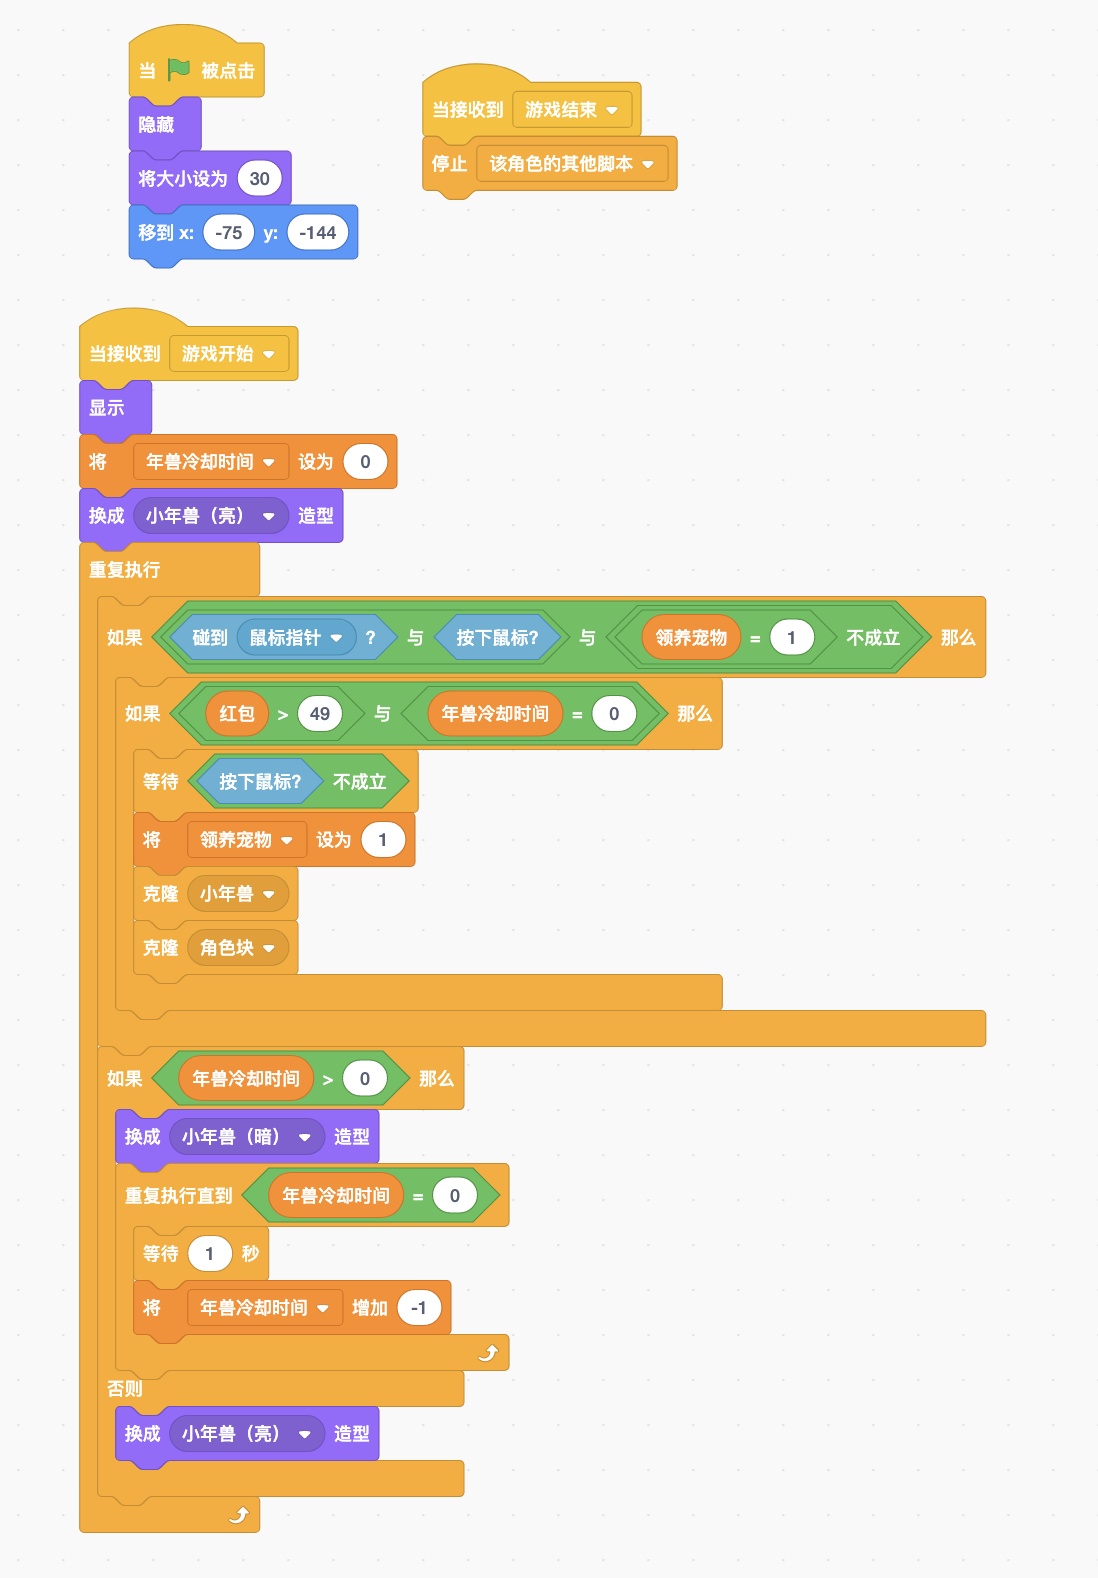 当 被点击
隐藏
将大小设为 30
移到 x: -75 y: -144
当接收到 游戏结束
停止 该角色的其他脚本
当接收到 游戏开始
显示
将 年兽冷却时间 设为 0
换成 小年兽（亮） 造型
重复执行
如果 碰到 鼠标指针 ? 与 按下鼠标? 与 领养宠物 = 1 不成立 那么
如果 红包 > 49 与 年兽冷却时间 = 0 那么
等待 按下鼠标? 不成立
将 领养宠物 设为 1
克隆 小年兽
克隆 角色块
如果 年兽冷却时间 > 0 那么
换成 小年兽（暗） 造型
重复执行直到 年兽冷却时间 = 0
等待 1 秒
将 年兽冷却时间 增加 -1
否则
换成 小年兽（亮） 造型